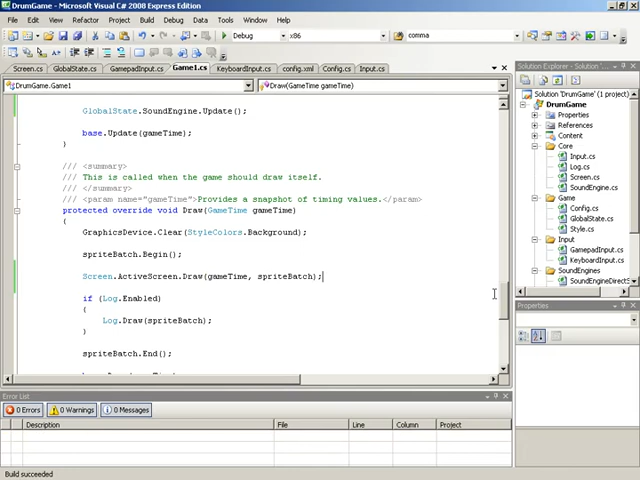 DrumGame - Microsoft Visual C# 2008 Express Edition
File Edit View Refactor Project Build Debug Data Tools Window Help
Debug x86 comma
Screen.cs GlobalState.cs GamepadInput.cs Game1.cs KeyboardInput.cs config.xml Config.cs Input.cs
DrumGame.Game1 Draw(GameTime gameTime)
GlobalState.SoundEngine.Update();
base.Update(gameTime);
}
/// <summary>
/// This is called when the game should draw itself.
/// </summary>
/// <param name="gameTime">Provides a snapshot of timing values.</param>
protected override void Draw(GameTime gameTime)
{
GraphicsDevice.Clear(StyleColors.Background);
spriteBatch.Begin();
Screen.ActiveScreen.Draw(gameTime, spriteBatch);
if (Log.Enabled)
{
Log.Draw(spriteBatch);
}
spriteBatch.End();
Solution Explorer - Solution 'DrumGame'
Solution 'DrumGame' (1 project)
DrumGame
Properties
References
Content
Core
Input.cs
Log.cs
Screen.cs
SoundEngine.cs
Game
Config.cs
GlobalState.cs
Style.cs
Input
GamepadInput.cs
KeyboardInput.cs
SoundEngines
SoundEngineDirectS
Properties
Error List
0 Errors 0 Warnings 0 Messages
Description File Line Column Project
Build succeeded